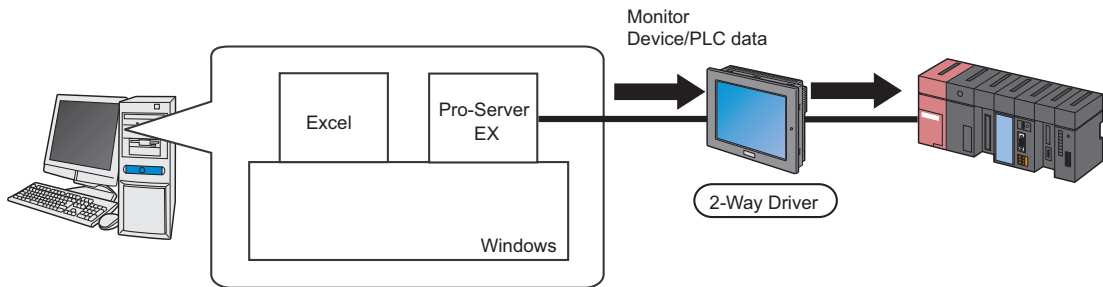 Monitor
Device/PLC data
Excel
Pro-Server
EX
2-Way Driver
Windows